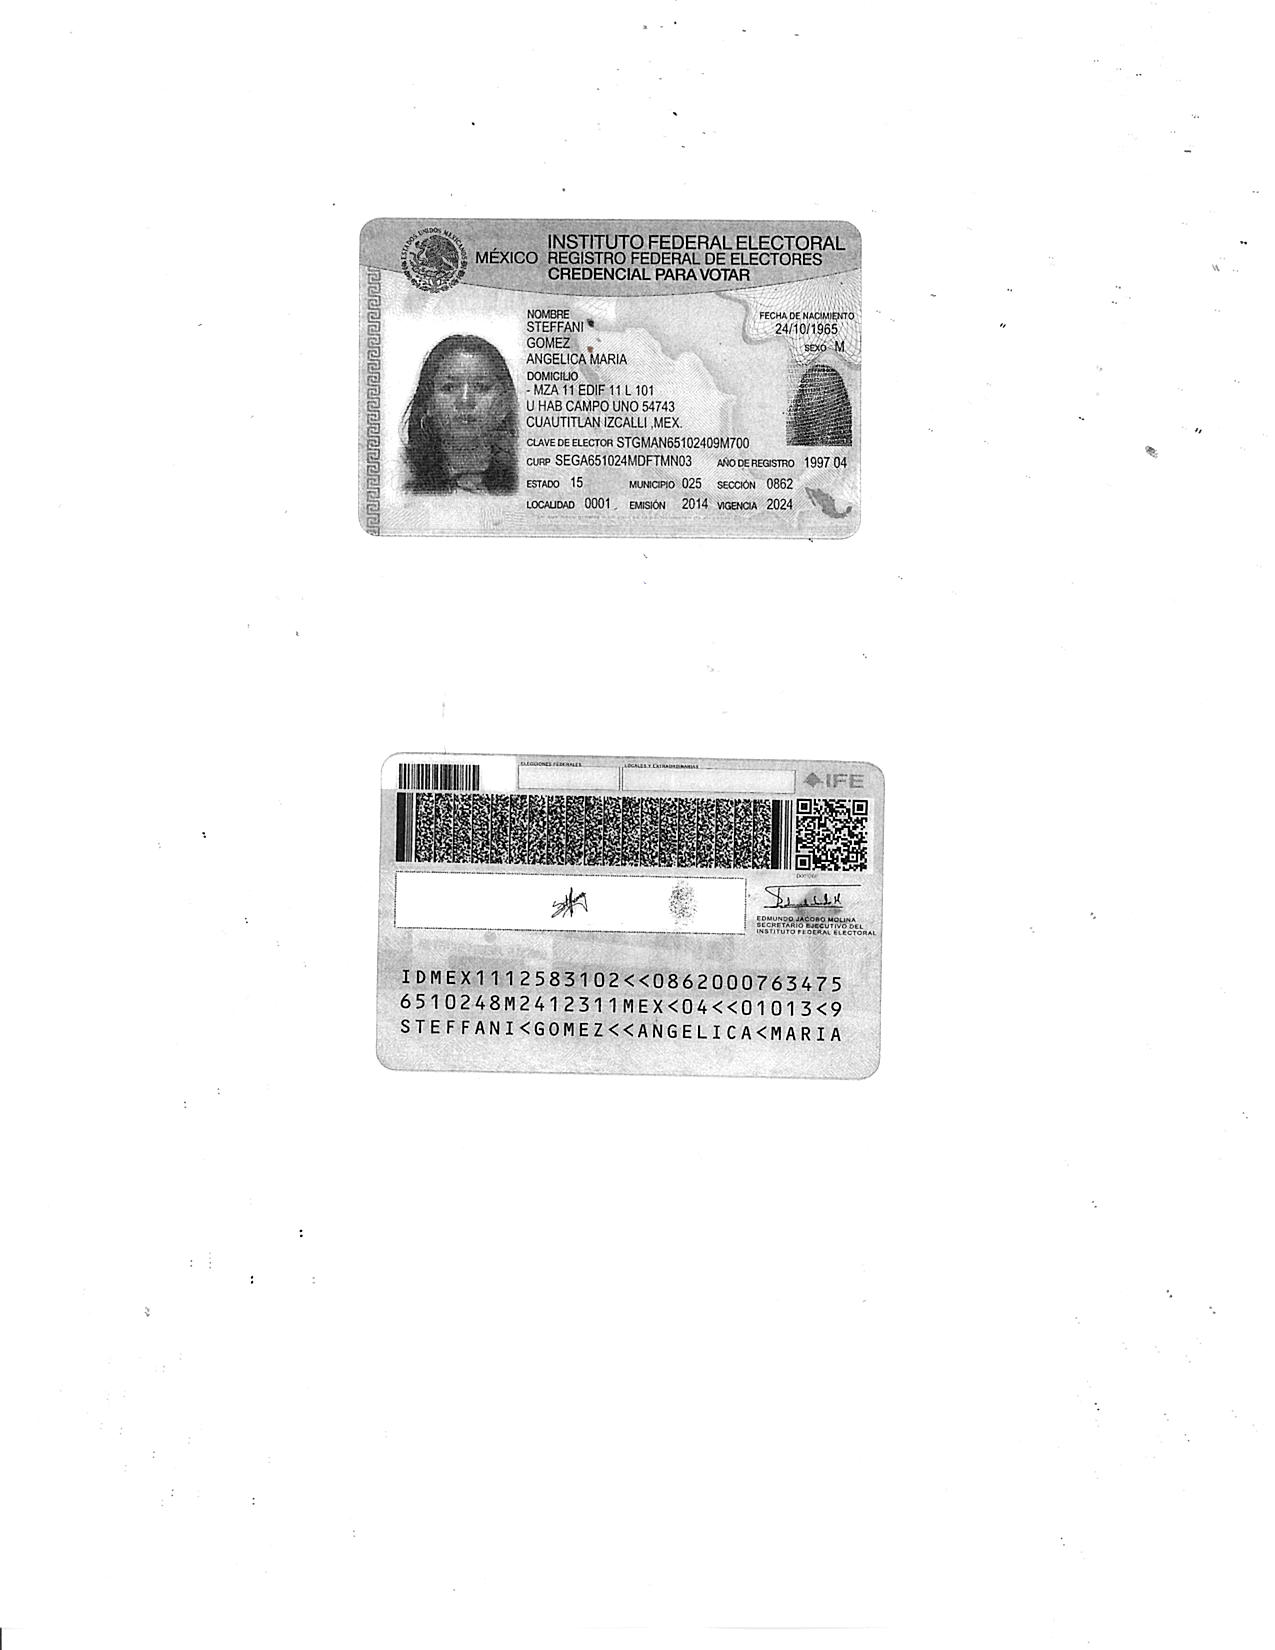 ESTADOS UNIDOS MEXICANOS
MÉXICO
INSTITUTO FEDERAL ELECTORAL
REGISTRO FEDERAL DE ELECTORES
CREDENCIAL PARA VOTAR
NOMBRE
STEFFANI
GOMEZ
ANGELICA MARIA
FECHA DE NACIMIENTO
24/10/1965
SEXO M
DOMICILIO
- MZA 11 EDIF 11 L 101
U HAB CAMPO UNO 54743
CUAUTITLAN IZCALLI ,MEX.
CLAVE DE ELECTOR STGMAN65102409M700
CURP SEGA651024MDFTMN03 AÑO DE REGISTRO 1997 04
ESTADO 15 MUNICIPIO 025 SECCIÓN 0862
LOCALIDAD 0001 EMISIÓN 2014 VIGENCIA 2024
ELECCIONES FEDERALES LOCALES Y EXTRAORDINARIAS
IFE
EDMUNDO JACOBO MOLINA
SECRETARIO EJECUTIVO DEL
INSTITUTO FEDERAL ELECTORAL
IDMEX1112583102<<0862000763475
6510248M2412311MEX<04<<01013<9
STEFFANI<GOMEZ<<ANGELICA<MARIA